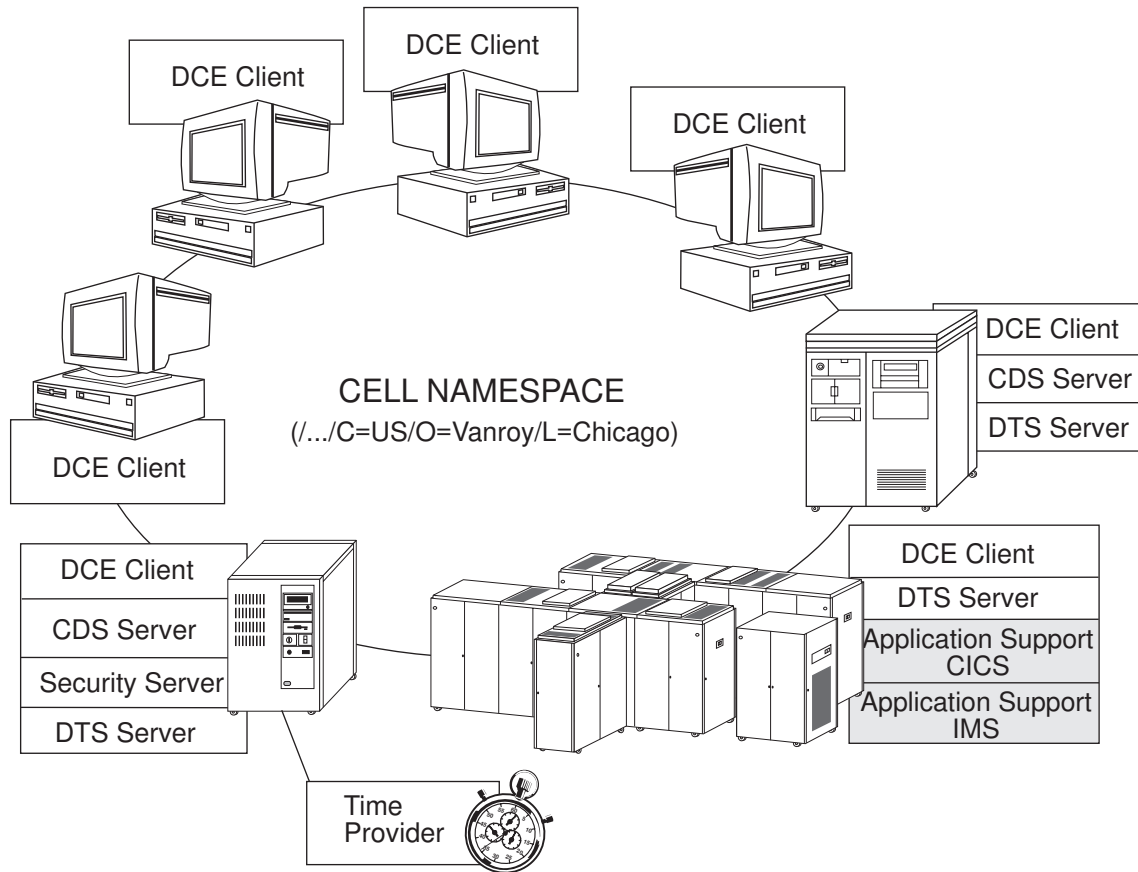 DCE Client
DCE Client
DCE Client
DCE Client
CDS Server
DTS Server
CELL NAMESPACE
(/.../C=US/O=Vanroy/L=Chicago)
DCE Client
DCE Client
CDS Server
Security Server
DTS Server
DCE Client
DTS Server
Application Support
CICS
Application Support
IMS
Time
Provider